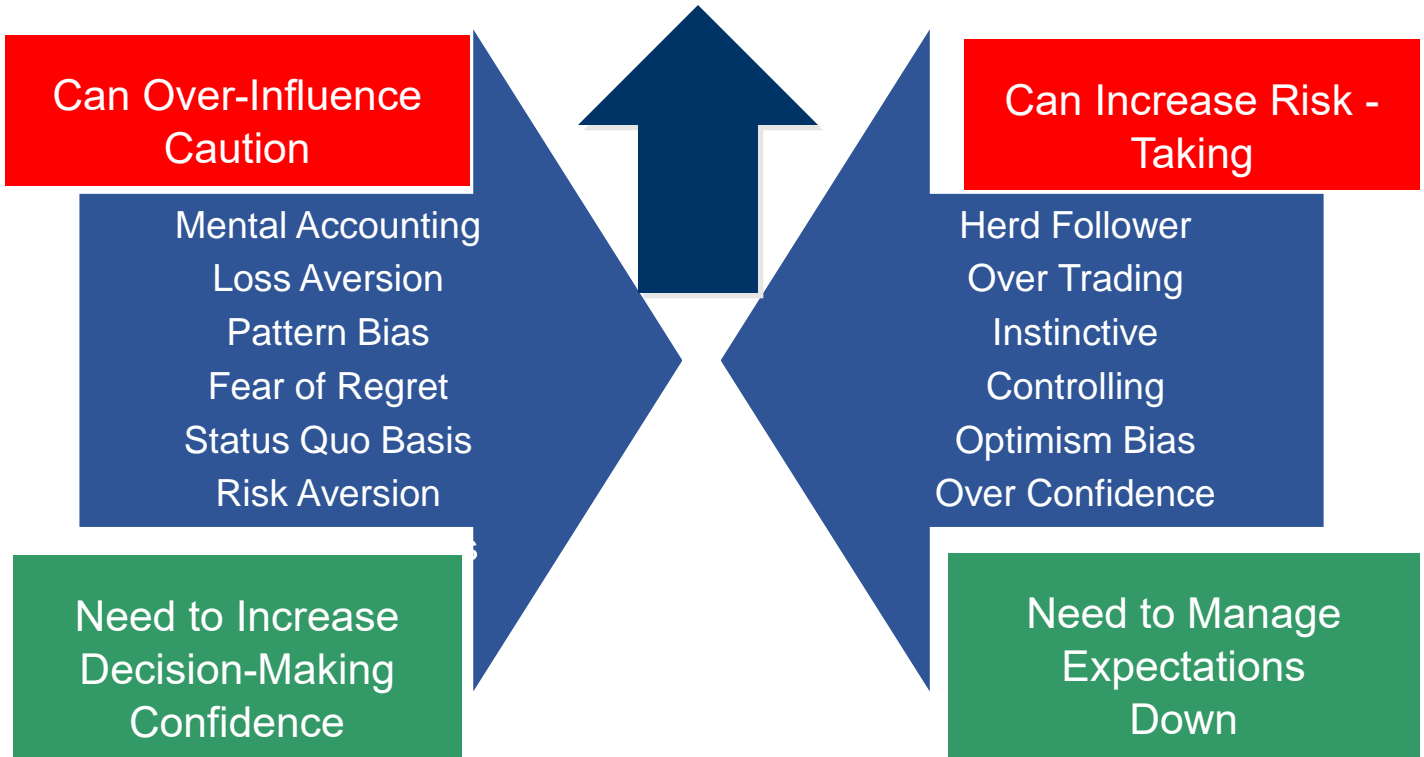 Can Over-Influence
Caution
Mental Accounting
Loss Aversion
Pattern Bias
Fear of Regret
Status Quo Basis
Risk Aversion
Need to Increase
Decision-Making
Confidence
Can Increase Risk -
Taking
Herd Follower
Over Trading
Instinctive
Controlling
Optimism Bias
Over Confidence
Need to Manage
Expectations
Down